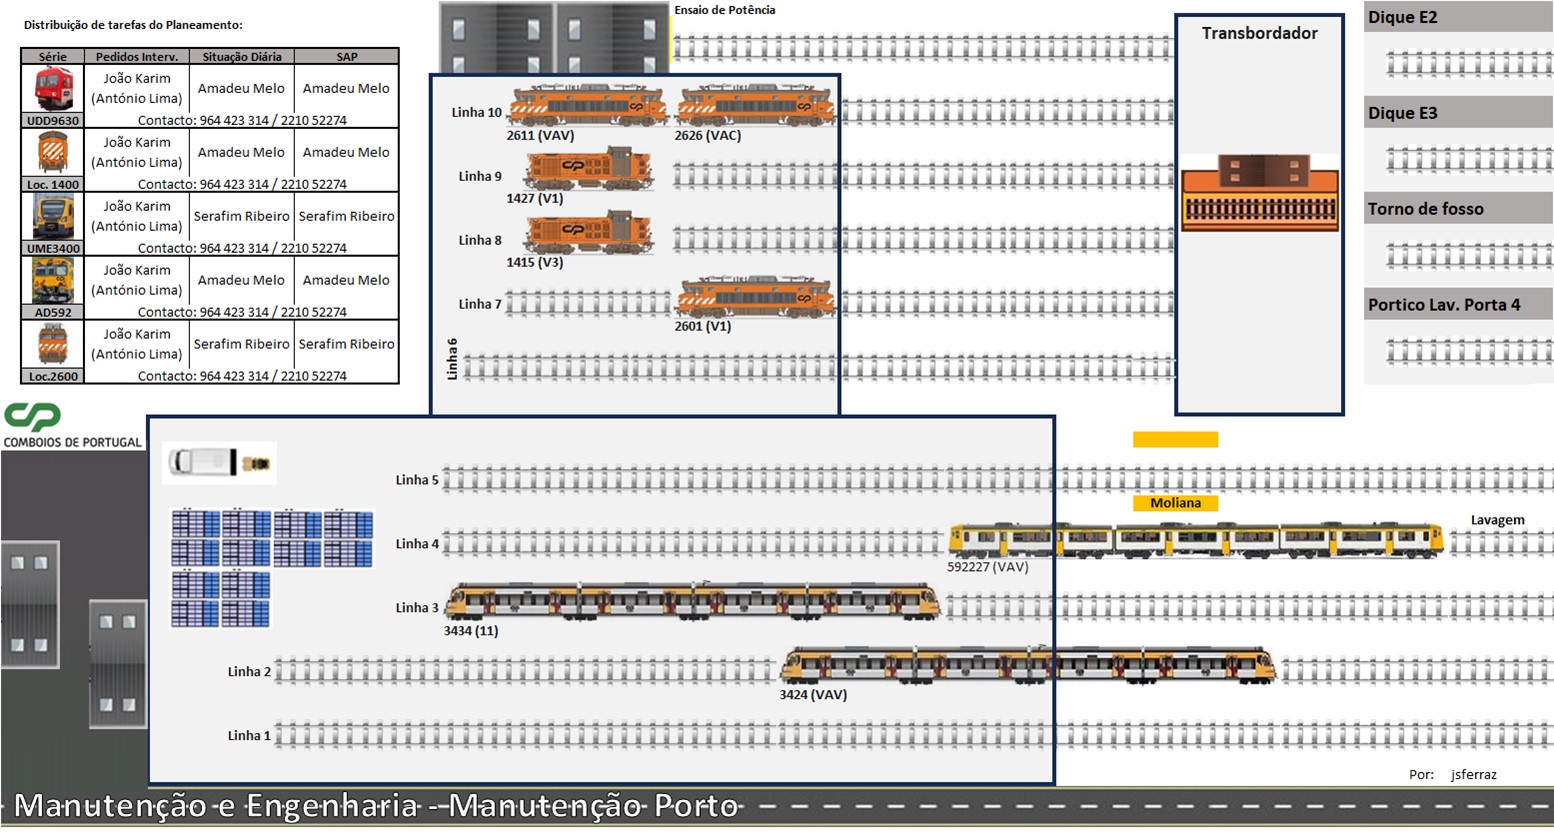 Distribuição de tarefas do Planeamento:
Série Pedidos Interv. Situação Diária SAP
João Karim
(António Lima) Amadeu Melo Amadeu Melo
UDD9630 Contacto: 964 423 314 / 2210 52274
João Karim
(António Lima) Amadeu Melo Amadeu Melo
Loc. 1400 Contacto: 964 423 314 / 2210 52274
João Karim
(António Lima) Serafim Ribeiro Serafim Ribeiro
UME3400 Contacto: 964 423 314 / 2210 52274
João Karim
(António Lima) Amadeu Melo Amadeu Melo
AD592 Contacto: 964 423 314 / 2210 52274
João Karim
(António Lima) Serafim Ribeiro Serafim Ribeiro
Loc.2600 Contacto: 964 423 314 / 2210 52274
CP
COMBOIOS DE PORTUGAL
Ensaio de Potência
Linha 10
2611 (VAV) 2626 (VAC)
Linha 9
1427 (V1)
Linha 8
1415 (V3)
Linha 7
2601 (V1)
Linha6
Transbordador
Dique E2
Dique E3
Torno de fosso
Portico Lav. Porta 4
Linha 5
Moliana
Lavagem
Linha 4
592227 (VAV)
Linha 3
3434 (11)
Linha 2
3424 (VAV)
Linha 1
Por: jsferraz
Manutenção e Engenharia - Manutenção Porto